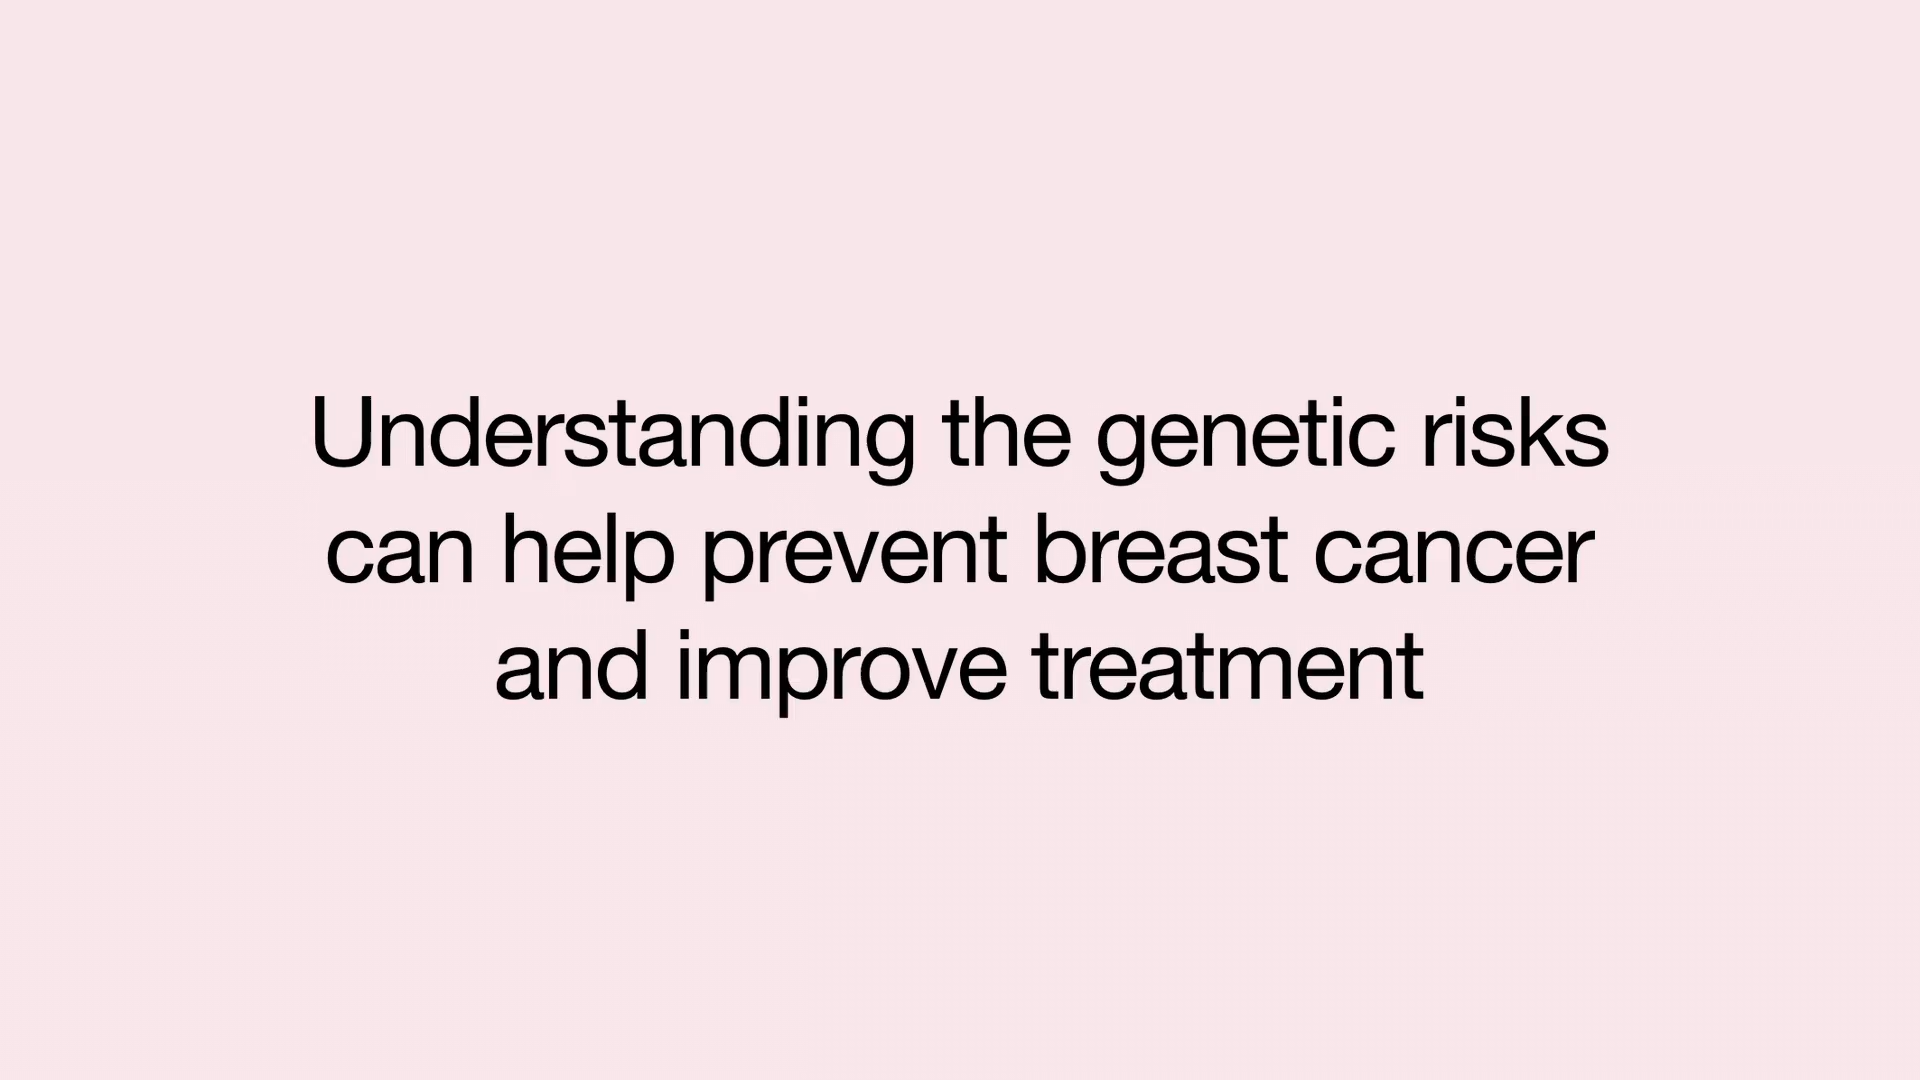 Understanding the genetic risks
can help prevent breast cancer
and improve treatment